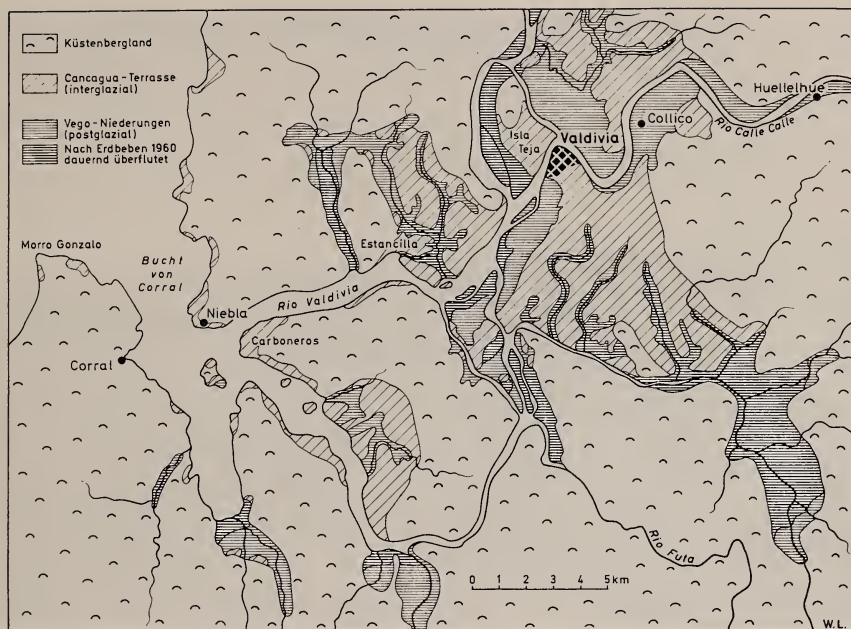 Küstenbergland
Cancagua-Terrasse
(interglazial)
Vego-Niederungen
(postglazial)
Nach Erdbeben 1960
dauernd überflutet
Huellelhue
Collico
Rio Calle Calle
Isla
Teja
Valdivia
Estancilla
Morro Gonzalo
Bucht
von
Corral
Rio Valdivia
Niebla
Carboneros
Corral
Rio Futa
0 1 2 3 4 5 km
W.L.